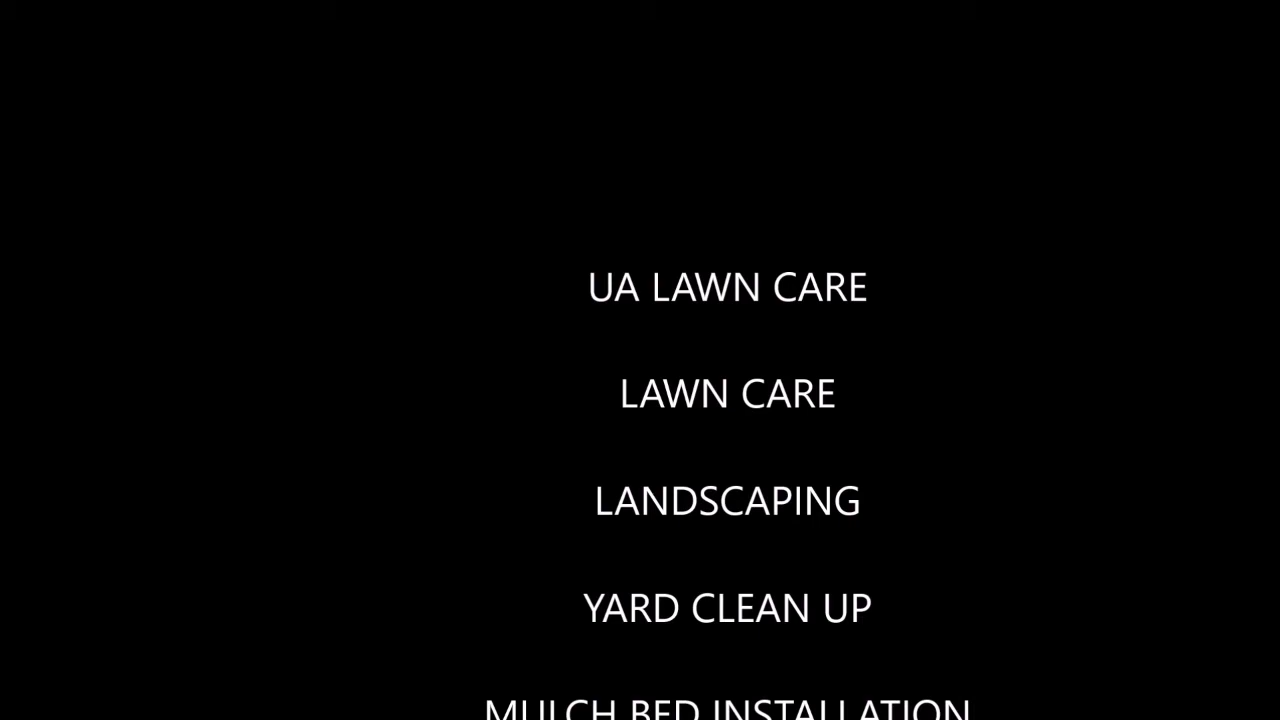 UA LAWN CARE
LAWN CARE
LANDSCAPING
YARD CLEAN UP
MULCH BED INSTALLATION